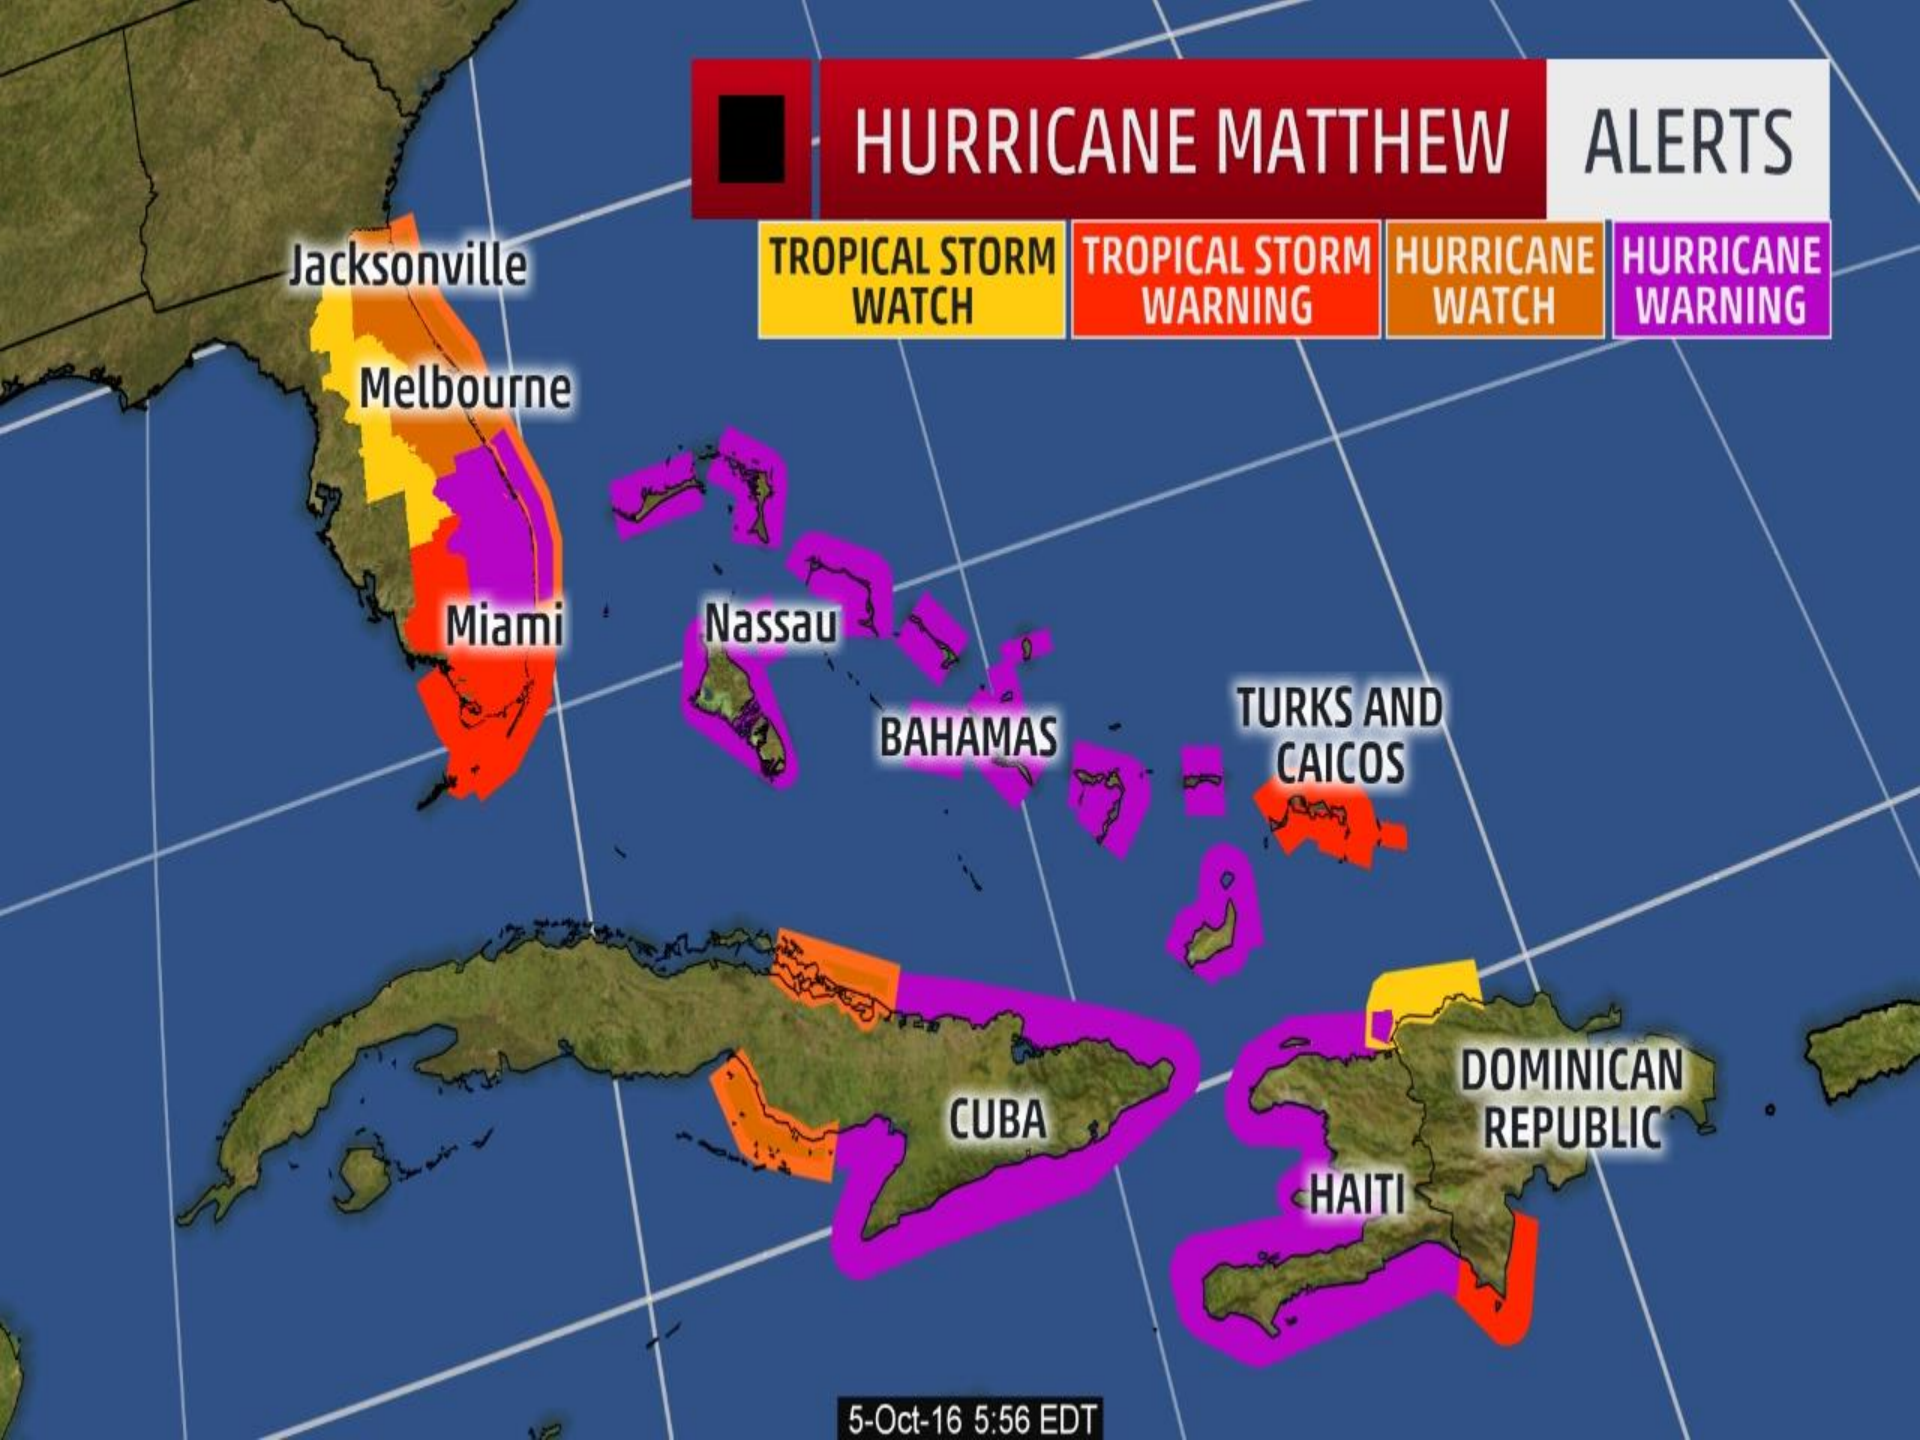 HURRICANE MATTHEW ALERTS
TROPICAL STORM
WATCH
TROPICAL STORM
WARNING
HURRICANE
WATCH
HURRICANE
WARNING
Jacksonville
Melbourne
Miami
Nassau
BAHAMAS
TURKS AND
CAICOS
CUBA
HAITI
DOMINICAN
REPUBLIC
5-Oct-16 5:56 EDT